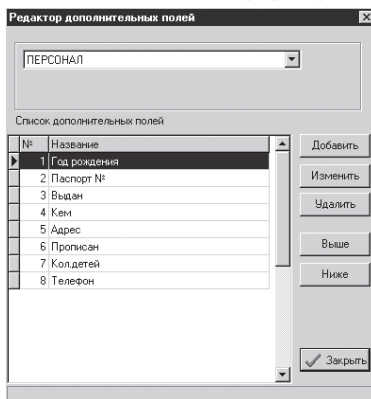 Редактор дополнительных полей
ПЕРСОНАЛ
Список дополнительных полей
№ Название
1 Год рождения
2 Паспорт №
3 Выдан
4 Кем
5 Адрес
6 Прописан
7 Кол.детей
8 Телефон
Добавить
Изменить
Удалить
Выше
Ниже
Закрыть